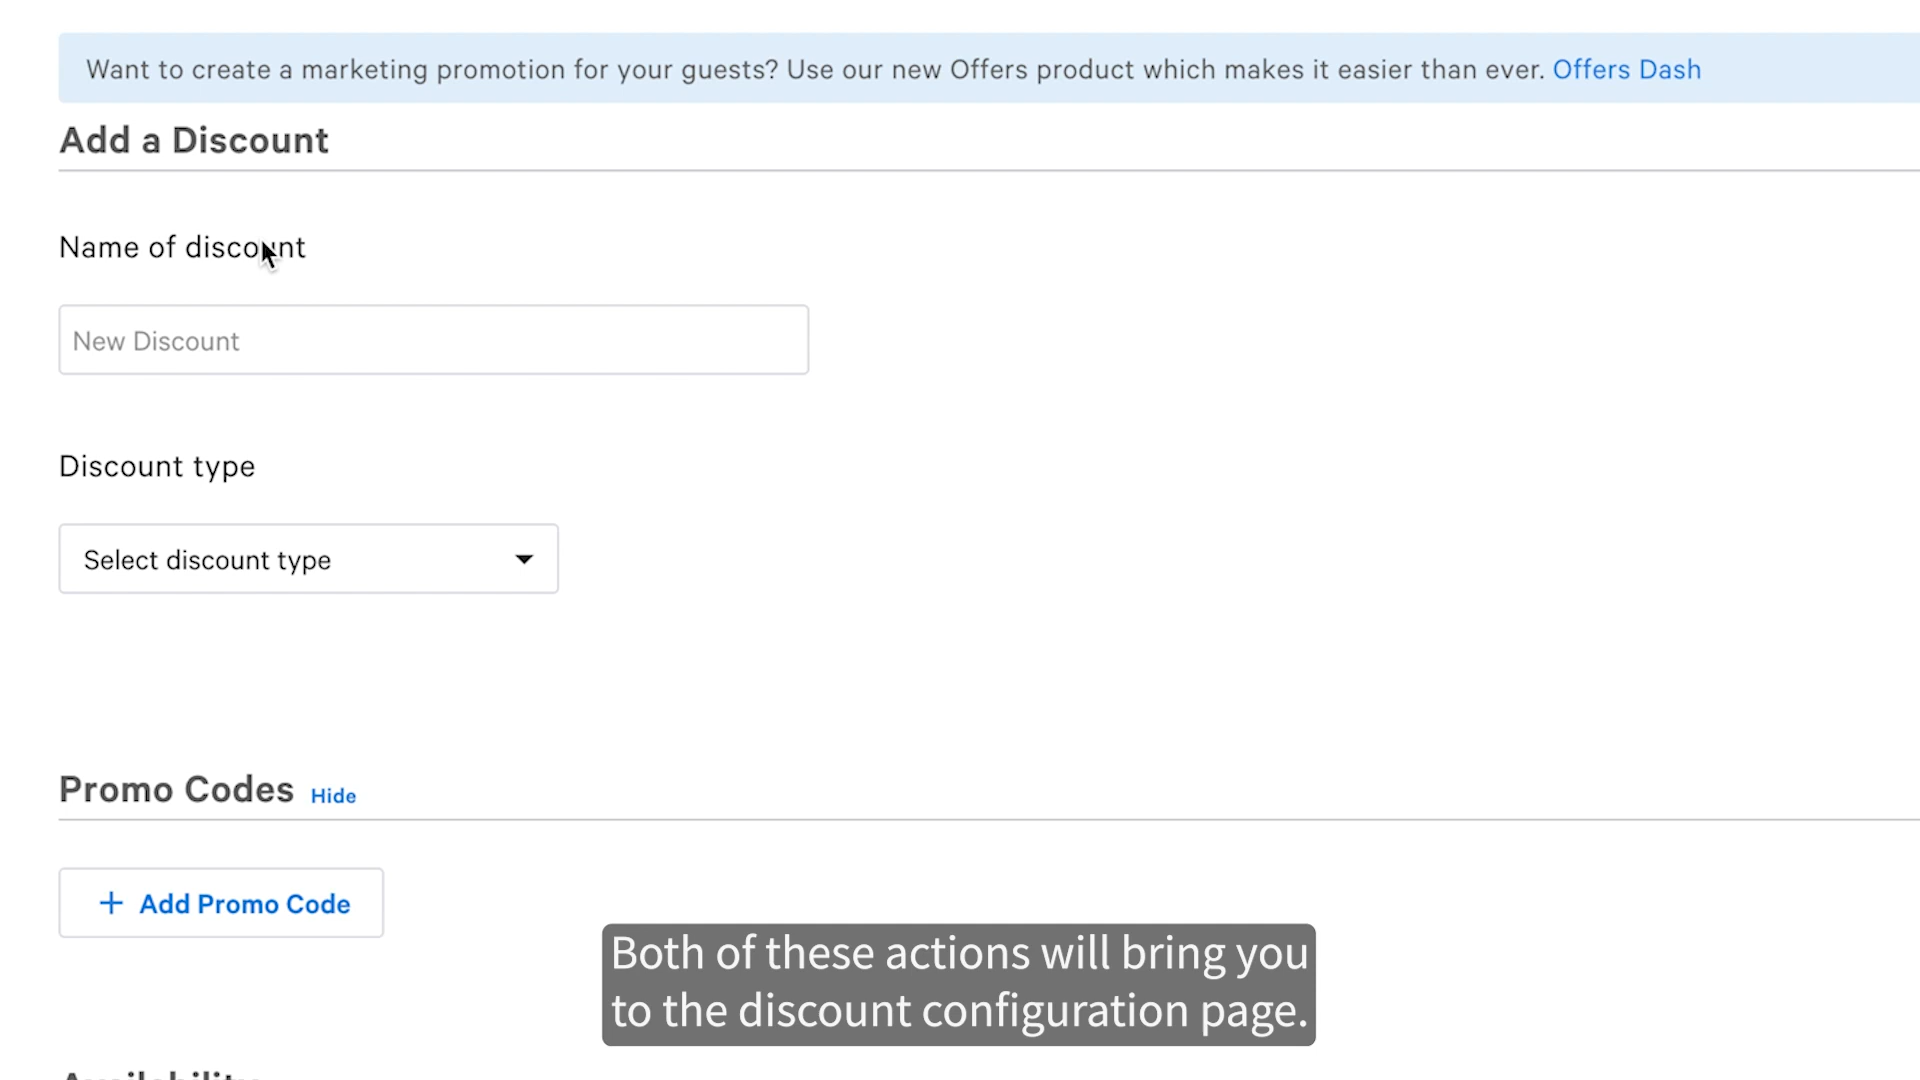 Want to create a marketing promotion for your guests? Use our new Offers product which makes it easier than ever. Offers Dash
Add a Discount
Name of discount
New Discount
Discount type
Select discount type
Promo Codes Hide
+ Add Promo Code
Both of these actions will bring you
to the discount configuration page.
Availability